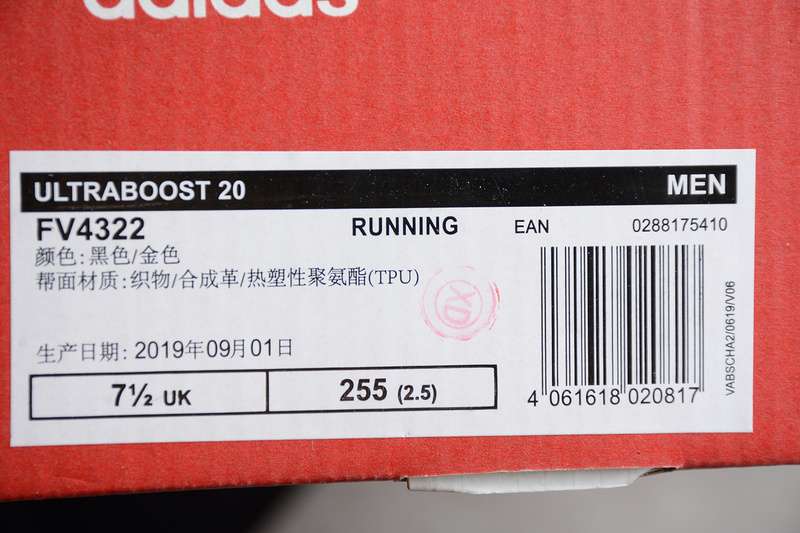 adidas
ULTRABOOST 20 MEN
FV4322 RUNNING EAN 0288175410
颜色:黑色/金色
帮面材质:织物/合成革/热塑性聚氨酯(TPU)
XD
生产日期: 2019年09月01日
7½ UK 255 (2.5)
4 061618 020817
VABSCHA2/0619/V06